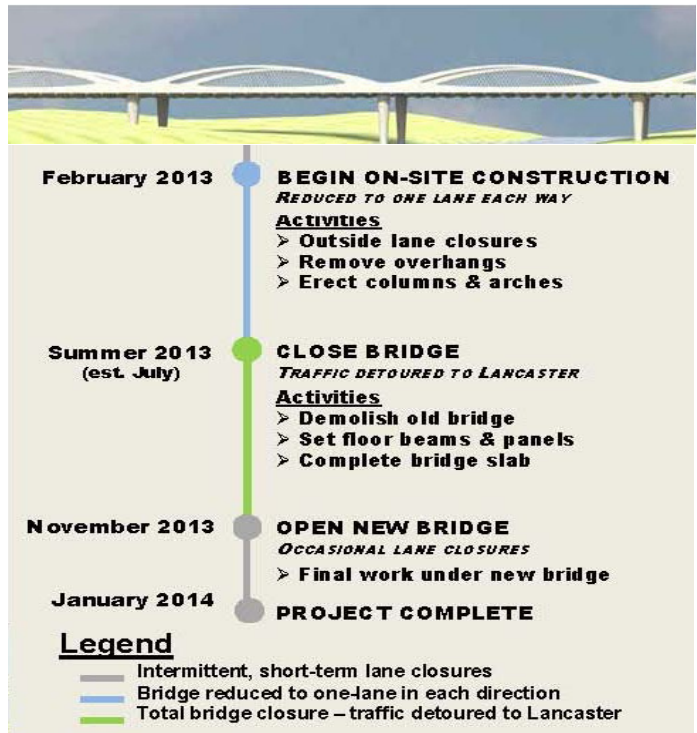 February 2013
BEGIN ON-SITE CONSTRUCTION
REDUCED TO ONE LANE EACH WAY
Activities
➢ Outside lane closures
➢ Remove overhangs
➢ Erect columns & arches
Summer 2013
(est. July)
CLOSE BRIDGE
TRAFFIC DETOURED TO LANCASTER
Activities
➢ Demolish old bridge
➢ Set floor beams & panels
➢ Complete bridge slab
November 2013
OPEN NEW BRIDGE
OCCASIONAL LANE CLOSURES
➢ Final work under new bridge
January 2014
PROJECT COMPLETE
Legend
Intermittent, short-term lane closures
Bridge reduced to one-lane in each direction
Total bridge closure – traffic detoured to Lancaster